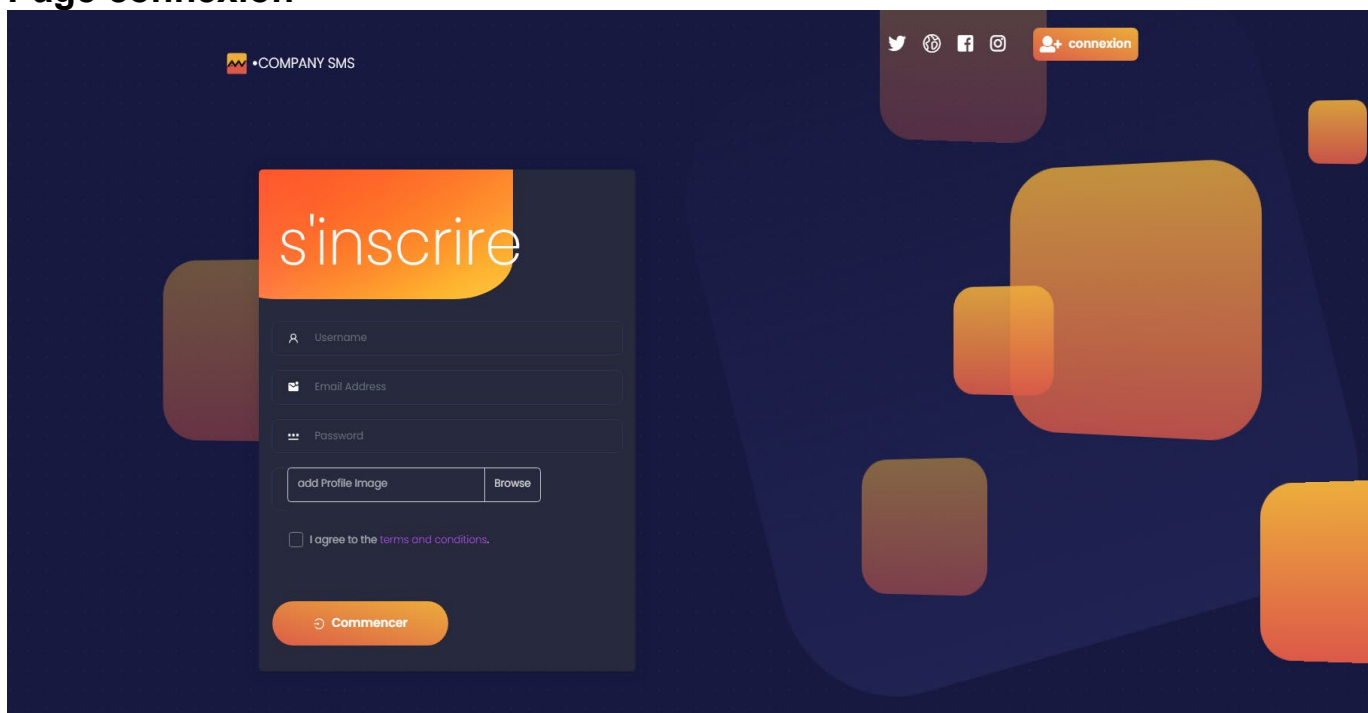 Page connexion
•COMPANY SMS
connexion
s'inscrire
Username
Email Address
Password
add Profile Image Browse
I agree to the terms and conditions.
Commencer